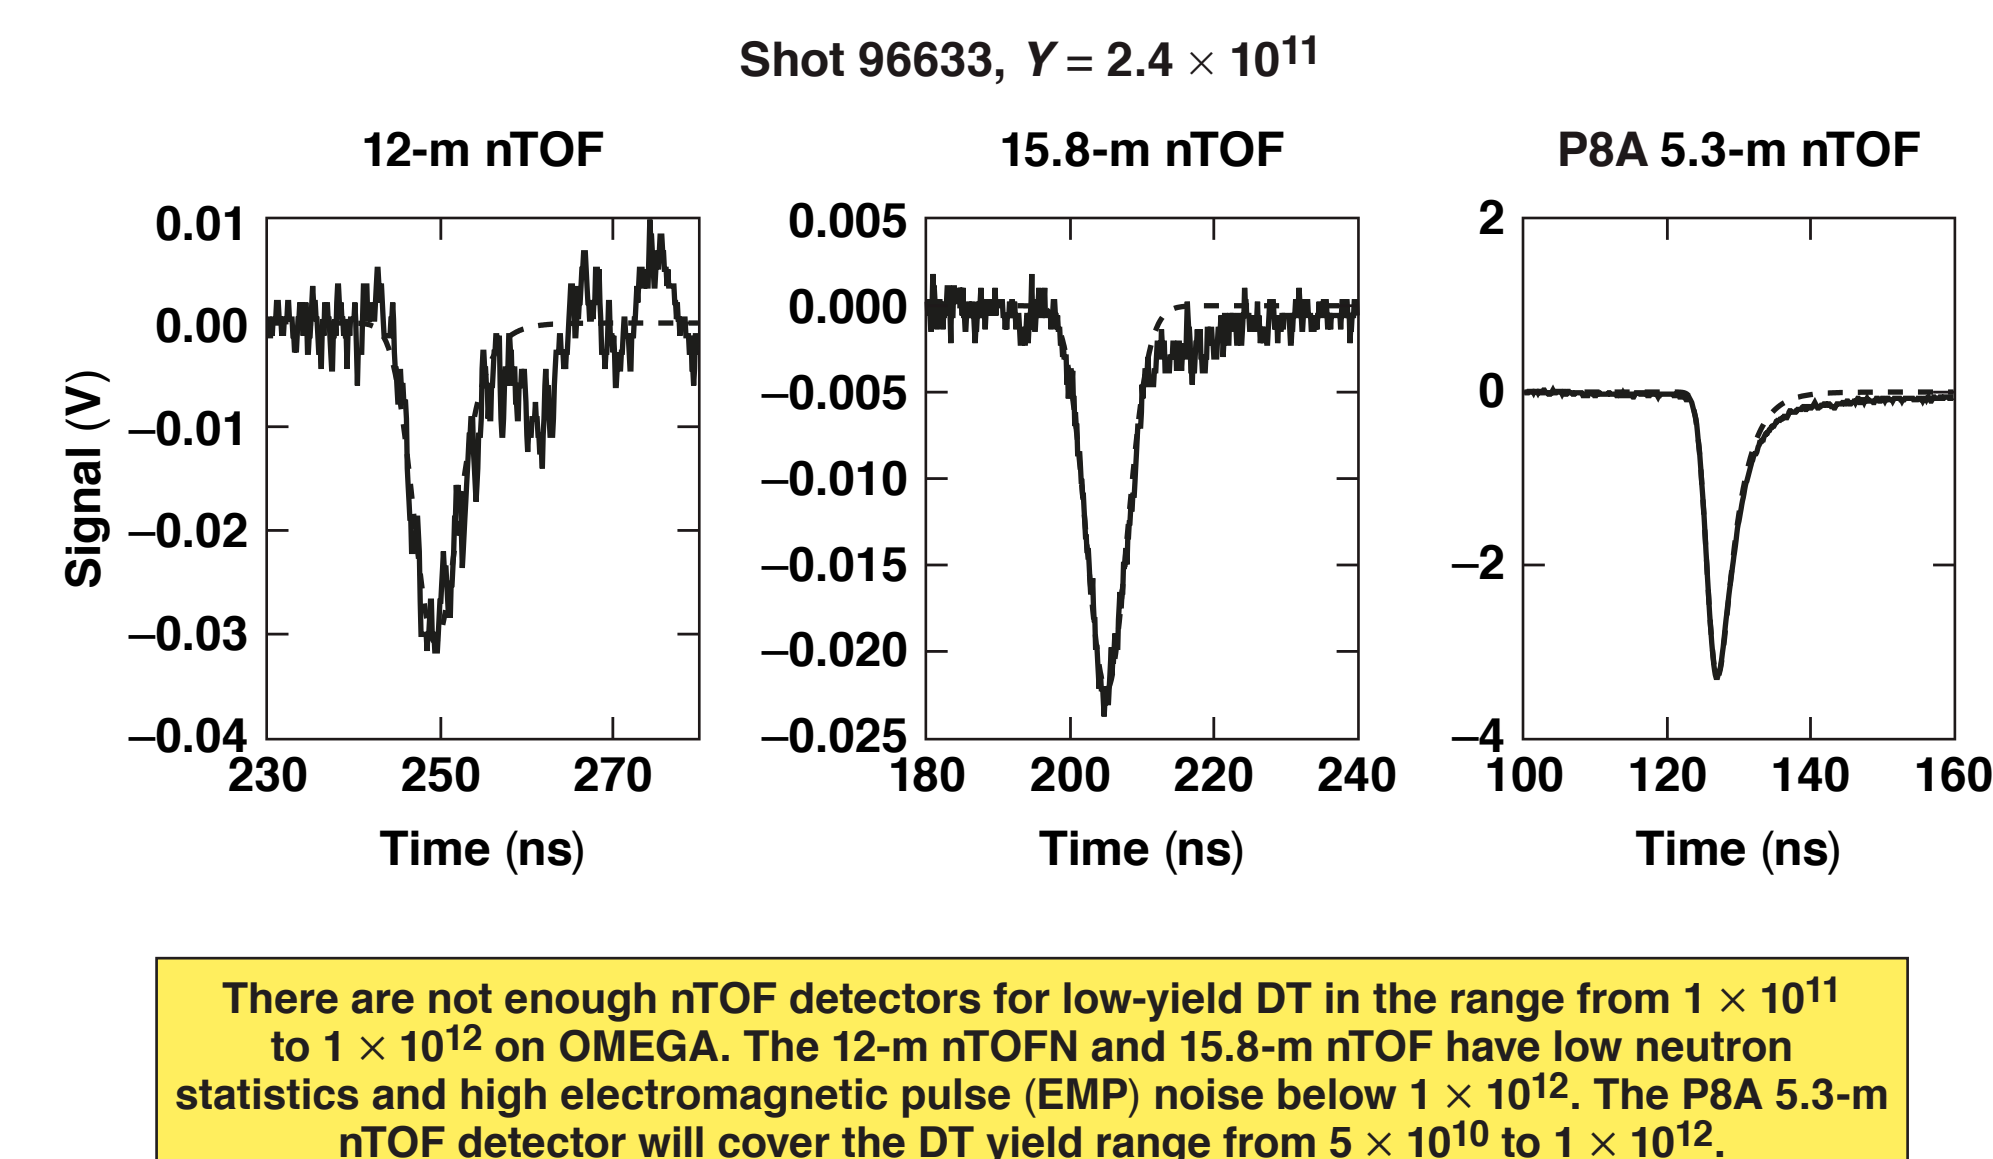 Shot 96633, Y = 2.4 × 10¹¹
12-m nTOF
15.8-m nTOF
P8A 5.3-m nTOF
Signal (V)
0.01
0.00
–0.01
–0.02
–0.03
–0.04
230 250 270
Time (ns)
0.005
0.000
–0.005
–0.010
–0.015
–0.020
–0.025
180 200 220 240
Time (ns)
2
0
–2
–4
100 120 140 160
Time (ns)
There are not enough nTOF detectors for low-yield DT in the range from 1 × 10¹¹
to 1 × 10¹² on OMEGA. The 12-m nTOFN and 15.8-m nTOF have low neutron
statistics and high electromagnetic pulse (EMP) noise below 1 × 10¹². The P8A 5.3-m
nTOF detector will cover the DT yield range from 5 × 10¹⁰ to 1 × 10¹².